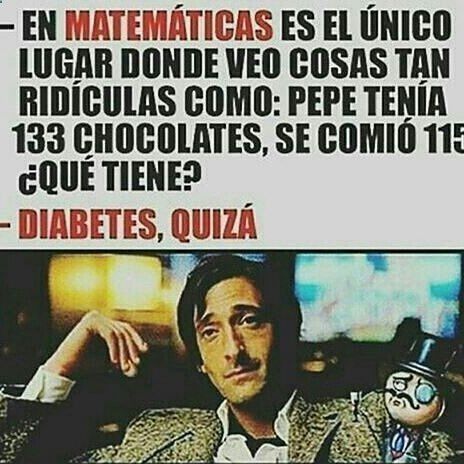 - EN MATEMÁTICAS ES EL ÚNICO
LUGAR DONDE VEO COSAS TAN
RIDÍCULAS COMO: PEPE TENÍA
133 CHOCOLATES, SE COMIÓ 115
¿QUÉ TIENE?
- DIABETES, QUIZÁ